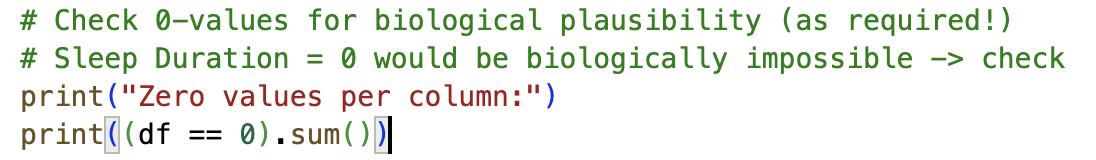 # Check 0-values for biological plausibility (as required!)
# Sleep Duration = 0 would be biologically impossible -> check
print("Zero values per column:")
print((df == 0).sum())